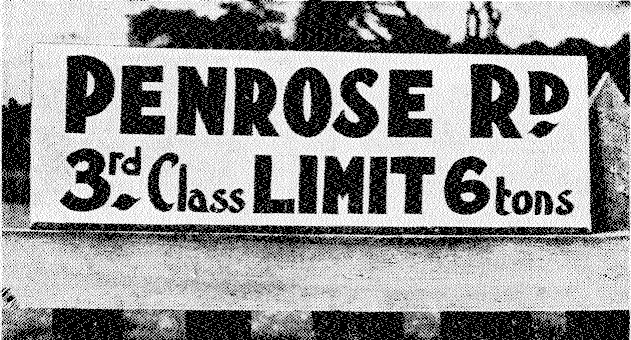 PENROSE RD
3rd Class LIMIT 6 tons